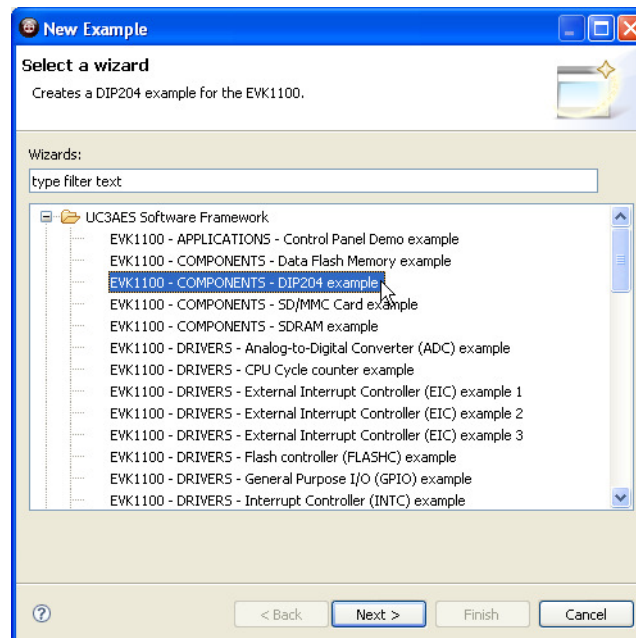 New Example
Select a wizard
Creates a DIP204 example for the EVK1100.
Wizards:
type filter text
UC3AES Software Framework
EVK1100 - APPLICATIONS - Control Panel Demo example
EVK1100 - COMPONENTS - Data Flash Memory example
EVK1100 - COMPONENTS - DIP204 example
EVK1100 - COMPONENTS - SD/MMC Card example
EVK1100 - COMPONENTS - SDRAM example
EVK1100 - DRIVERS - Analog-to-Digital Converter (ADC) example
EVK1100 - DRIVERS - CPU Cycle counter example
EVK1100 - DRIVERS - External Interrupt Controller (EIC) example 1
EVK1100 - DRIVERS - External Interrupt Controller (EIC) example 2
EVK1100 - DRIVERS - External Interrupt Controller (EIC) example 3
EVK1100 - DRIVERS - Flash controller (FLASHC) example
EVK1100 - DRIVERS - General Purpose I/O (GPIO) example
EVK1100 - DRIVERS - Interrupt Controller (INTC) example
? < Back Next > Finish Cancel